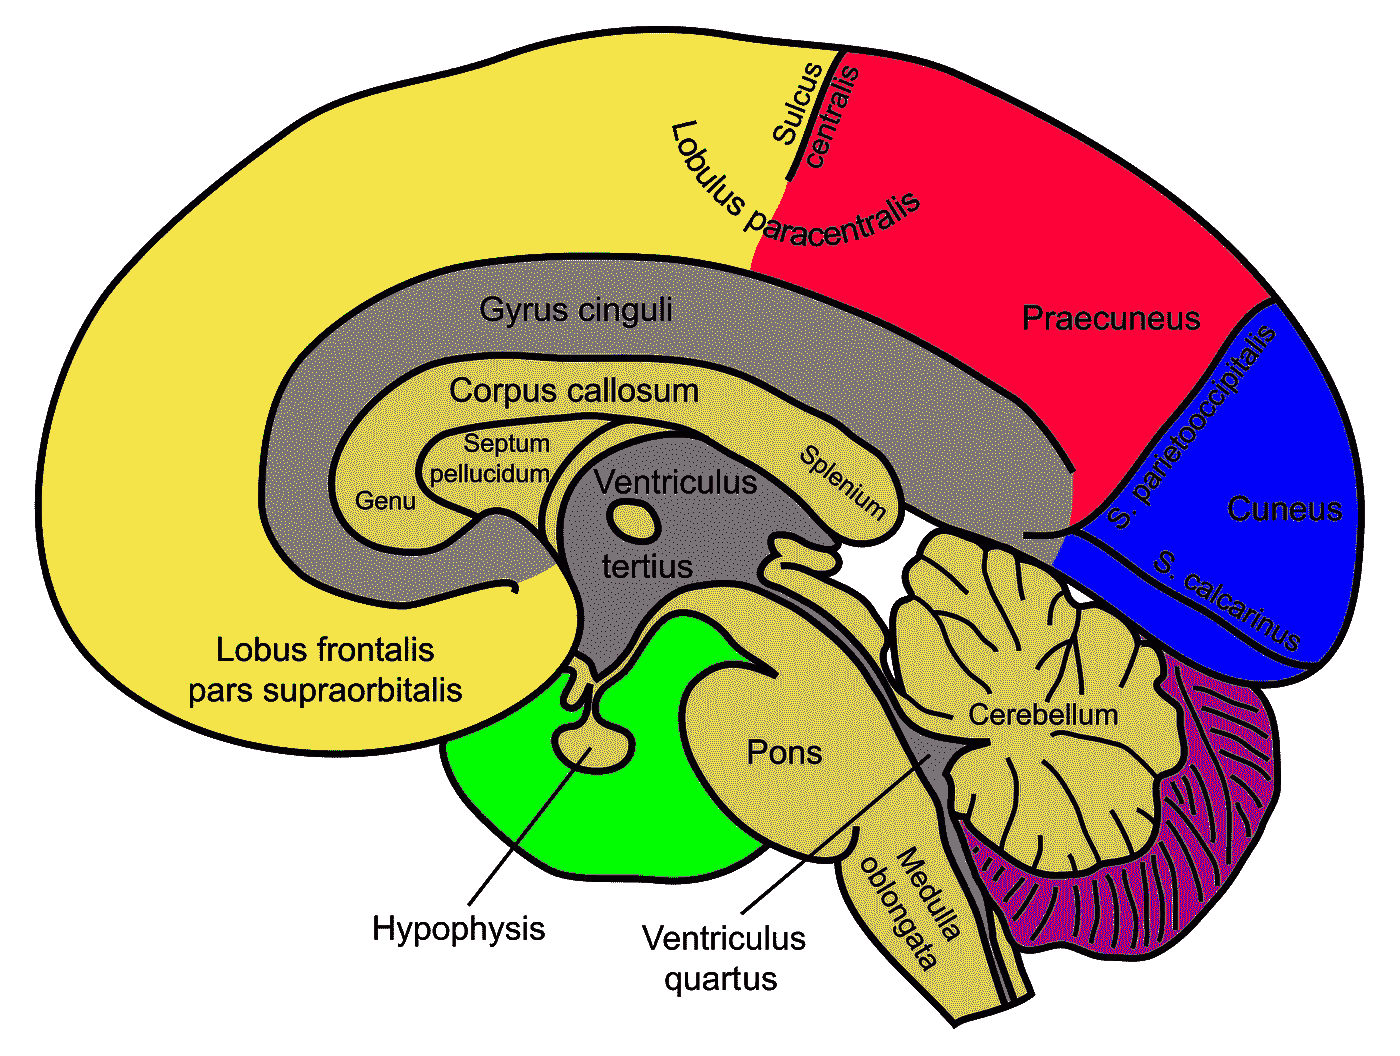 Sulcus
centralis
Lobulus paracentralis
Gyrus cinguli
Praecuneus
S. parietooccipitalis
Corpus callosum
Septum
pellucidum
Genu
Splenium
Ventriculus
tertius
Cuneus
S. calcarinus
Lobus frontalis
pars supraorbitalis
Cerebellum
Pons
Medulla
oblongata
Hypophysis
Ventriculus
quartus